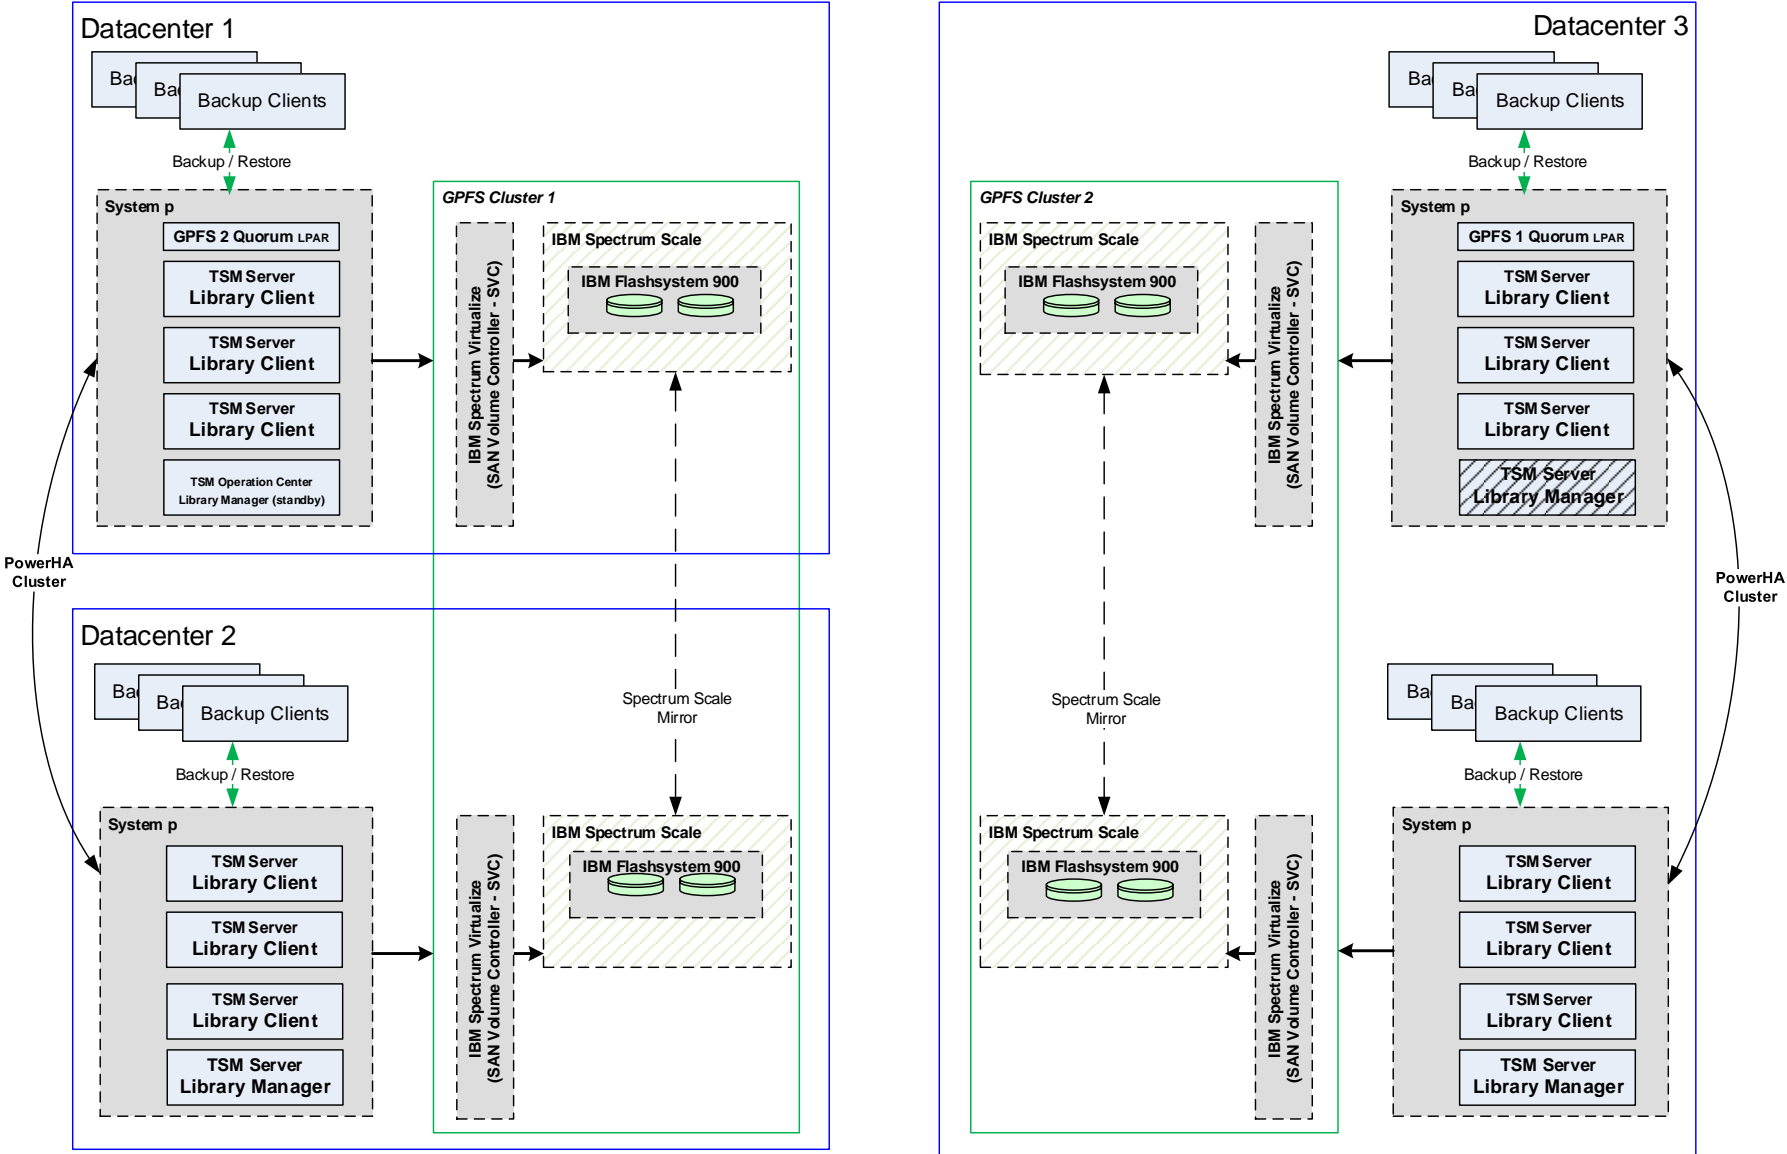 Datacenter 1
Bac
Ba
Backup Clients
Backup / Restore
System p
GPFS 2 Quorum LPAR
TSM Server
Library Client
TSM Server
Library Client
TSM Server
Library Client
TSM Operation Center
Library Manager (standby)
GPFS Cluster 1
IBM Spectrum Virtualize
(SAN Volume Controller - SVC)
IBM Spectrum Scale
IBM Flashsystem 900
PowerHA
Cluster
Datacenter 2
Bac
Ba
Backup Clients
Backup / Restore
System p
TSM Server
Library Client
TSM Server
Library Client
TSM Server
Library Client
TSM Server
Library Manager
IBM Spectrum Virtualize
(SAN Volume Controller - SVC)
Spectrum Scale
Mirror
IBM Spectrum Scale
IBM Flashsystem 900
Datacenter 3
Ba
Ba
Backup Clients
Backup / Restore
GPFS Cluster 2
IBM Spectrum Scale
IBM Flashsystem 900
IBM Spectrum Virtualize
(SAN Volume Controller - SVC)
System p
GPFS 1 Quorum LPAR
TSM Server
Library Client
TSM Server
Library Client
TSM Server
Library Client
TSM Server
Library Manager
PowerHA
Cluster
Spectrum Scale
Mirror
Ba
Ba
Backup Clients
Backup / Restore
IBM Spectrum Scale
IBM Flashsystem 900
IBM Spectrum Virtualize
(SAN Volume Controller - SVC)
System p
TSM Server
Library Client
TSM Server
Library Client
TSM Server
Library Client
TSM Server
Library Manager